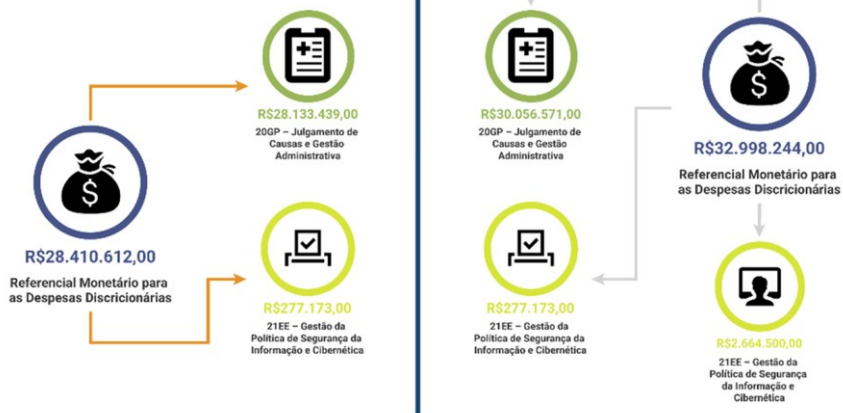 R$28.133.439,00
20GP – Julgamento de
Causas e Gestão
Administrativa
R$28.410.612,00
Referencial Monetário para
as Despesas Discricionárias
R$277.173,00
21EE – Gestão da
Política de Segurança da
Informação e Cibernética
R$30.056.571,00
20GP – Julgamento de
Causas e Gestão
Administrativa
R$32.998.244,00
Referencial Monetário para
as Despesas Discricionárias
R$277.173,00
21EE – Gestão da
Política de Segurança da
Informação e Cibernética
R$2.664.500,00
21EE – Gestão da
Política de Segurança
da Informação e
Cibernética